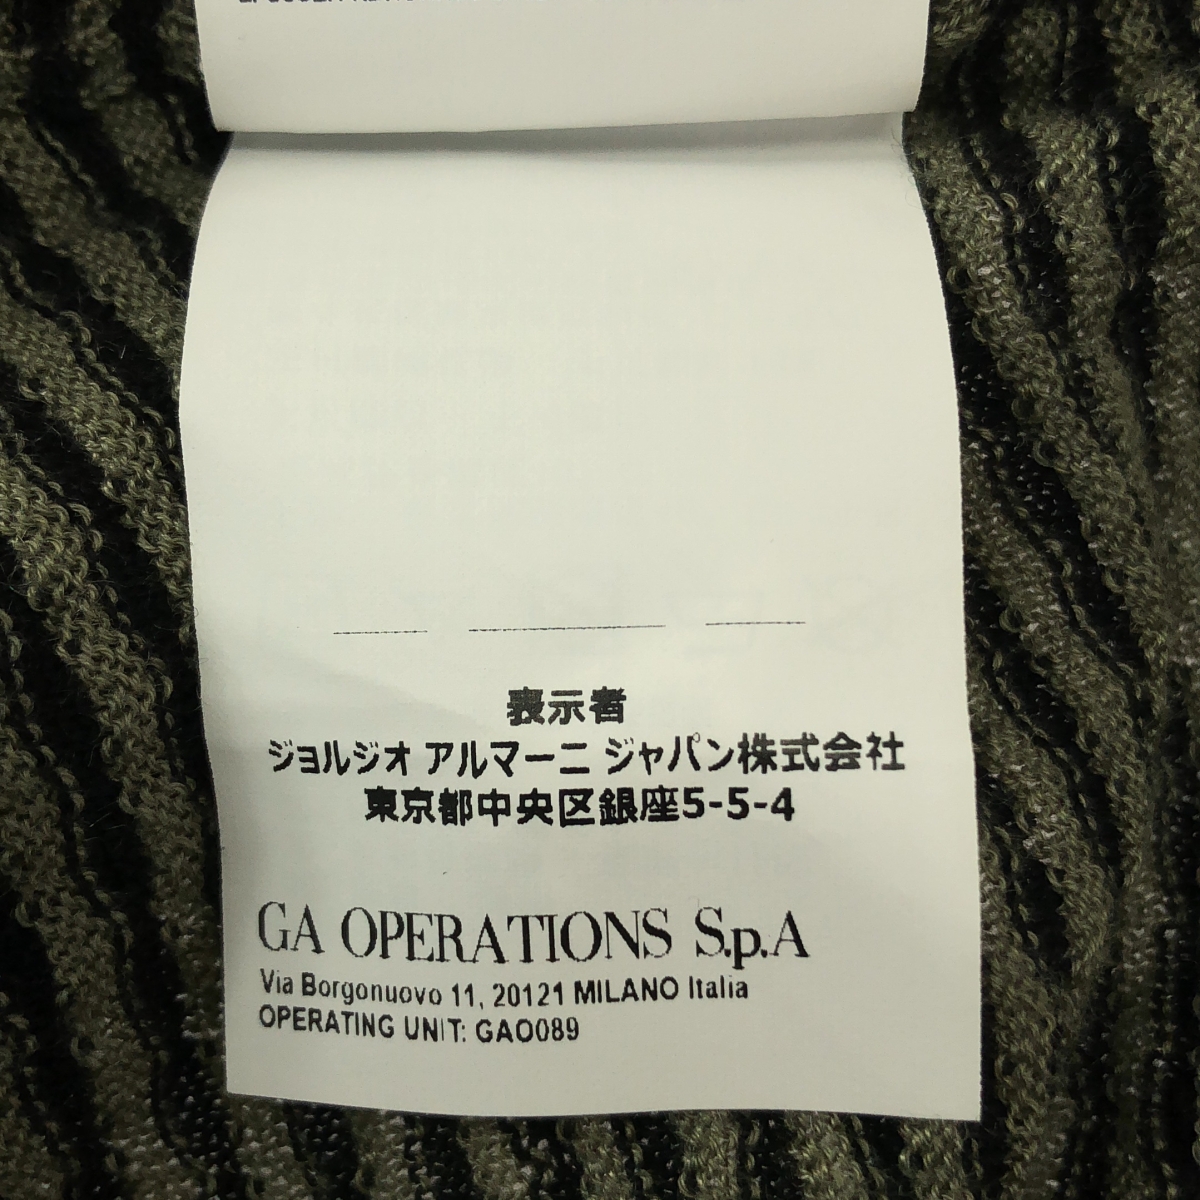 表示者
ジョルジオ アルマーニ ジャパン株式会社
東京都中央区銀座5-5-4
GA OPERATIONS S.p.A
Via Borgonuovo 11, 20121 MILANO Italia
OPERATING UNIT: GAO089